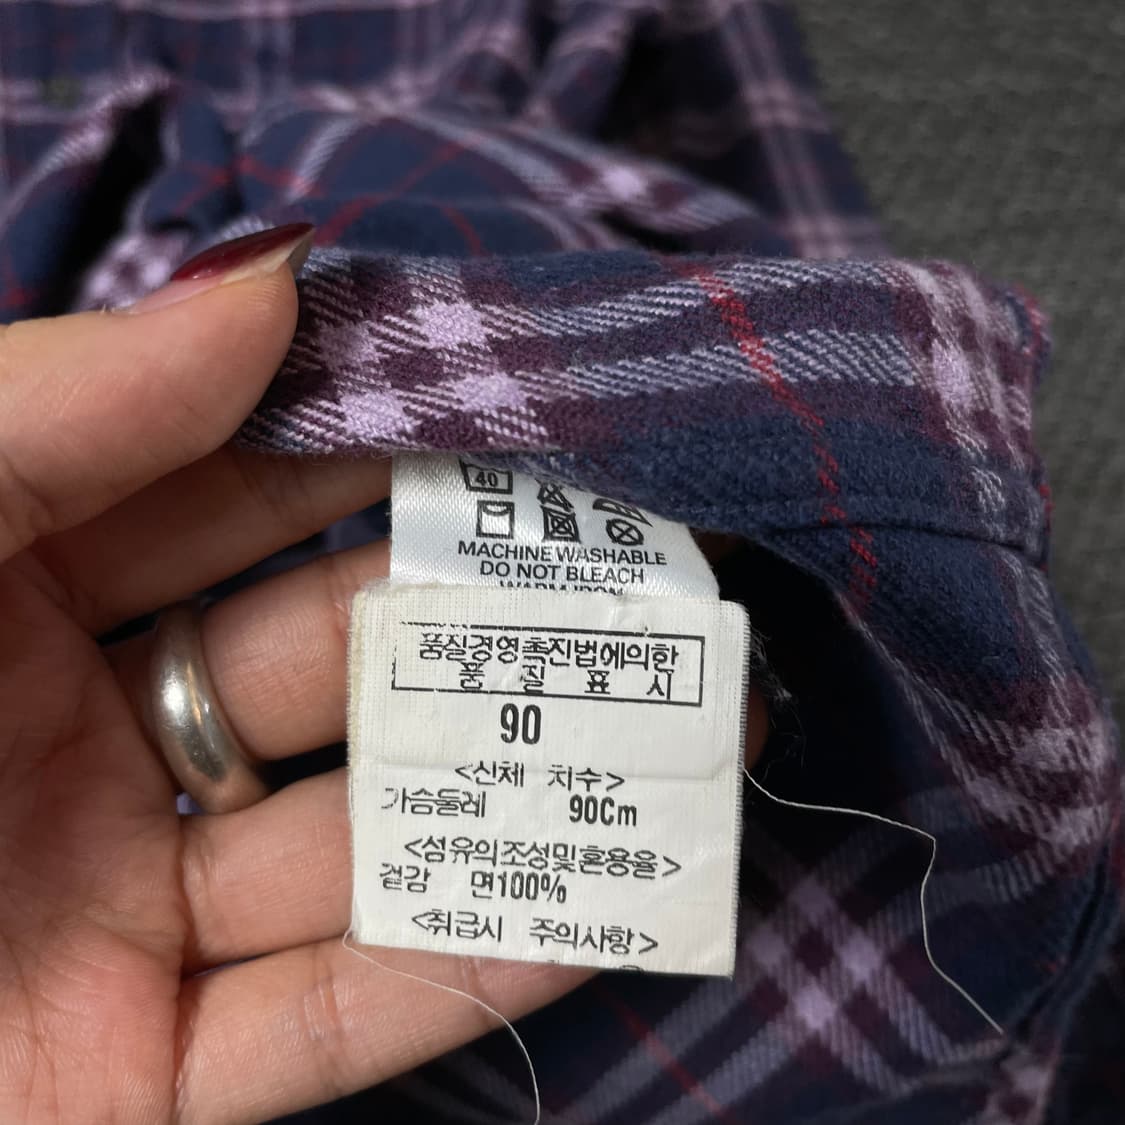 40
MACHINE WASHABLE
DO NOT BLEACH
WARM IRON
품질경영촉진법에의한
품 질 표 시
90
<신체 치수>
가슴둘레 90Cm
<섬유의조성및혼용율>
겉감 면100%
<취급시 주의사항>